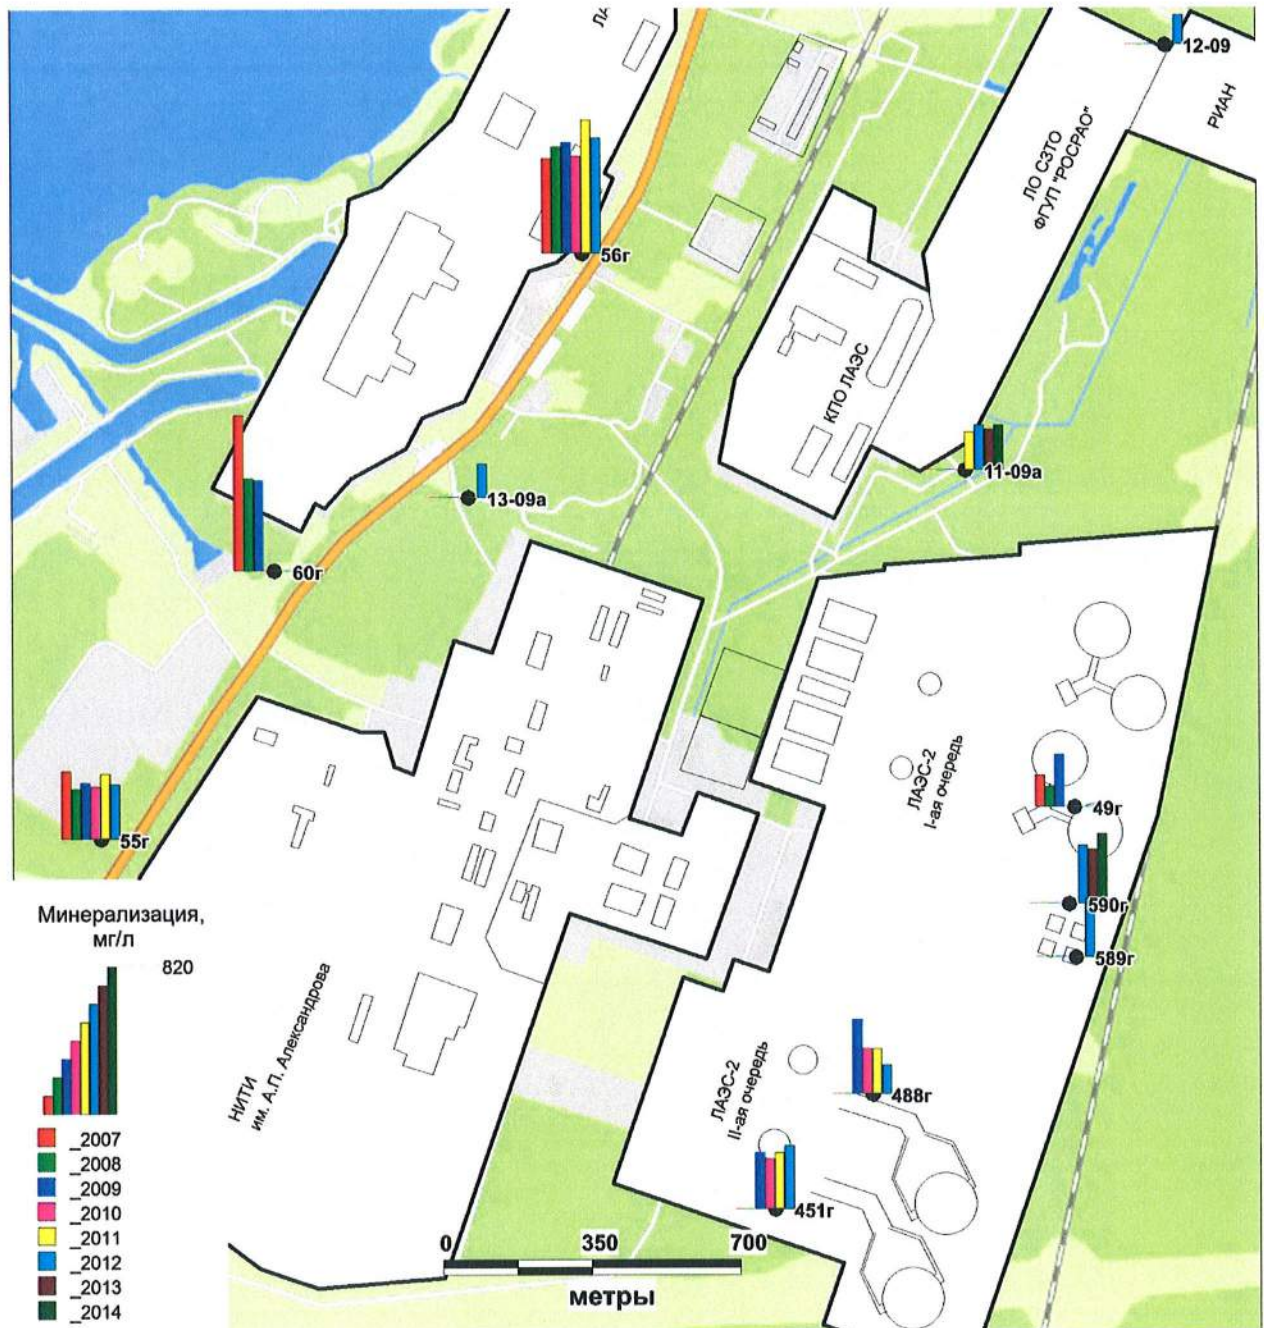 ЛА
12-09
РИАН
ЛО СЗТО
ФГУП "РОСРАО"
56г
КПО ЛАЭС
11-09а
13-09а
60г
ЛАЭС-2
I-ая очередь
49г
55г
590г
589г
Минерализация,
мг/л
820
НИТИ
им. А.П. Александрова
ЛАЭС-2
II-ая очередь
488г
451г
_2007
_2008
_2009
_2010
_2011
_2012
_2013
_2014
0 350 700
метры